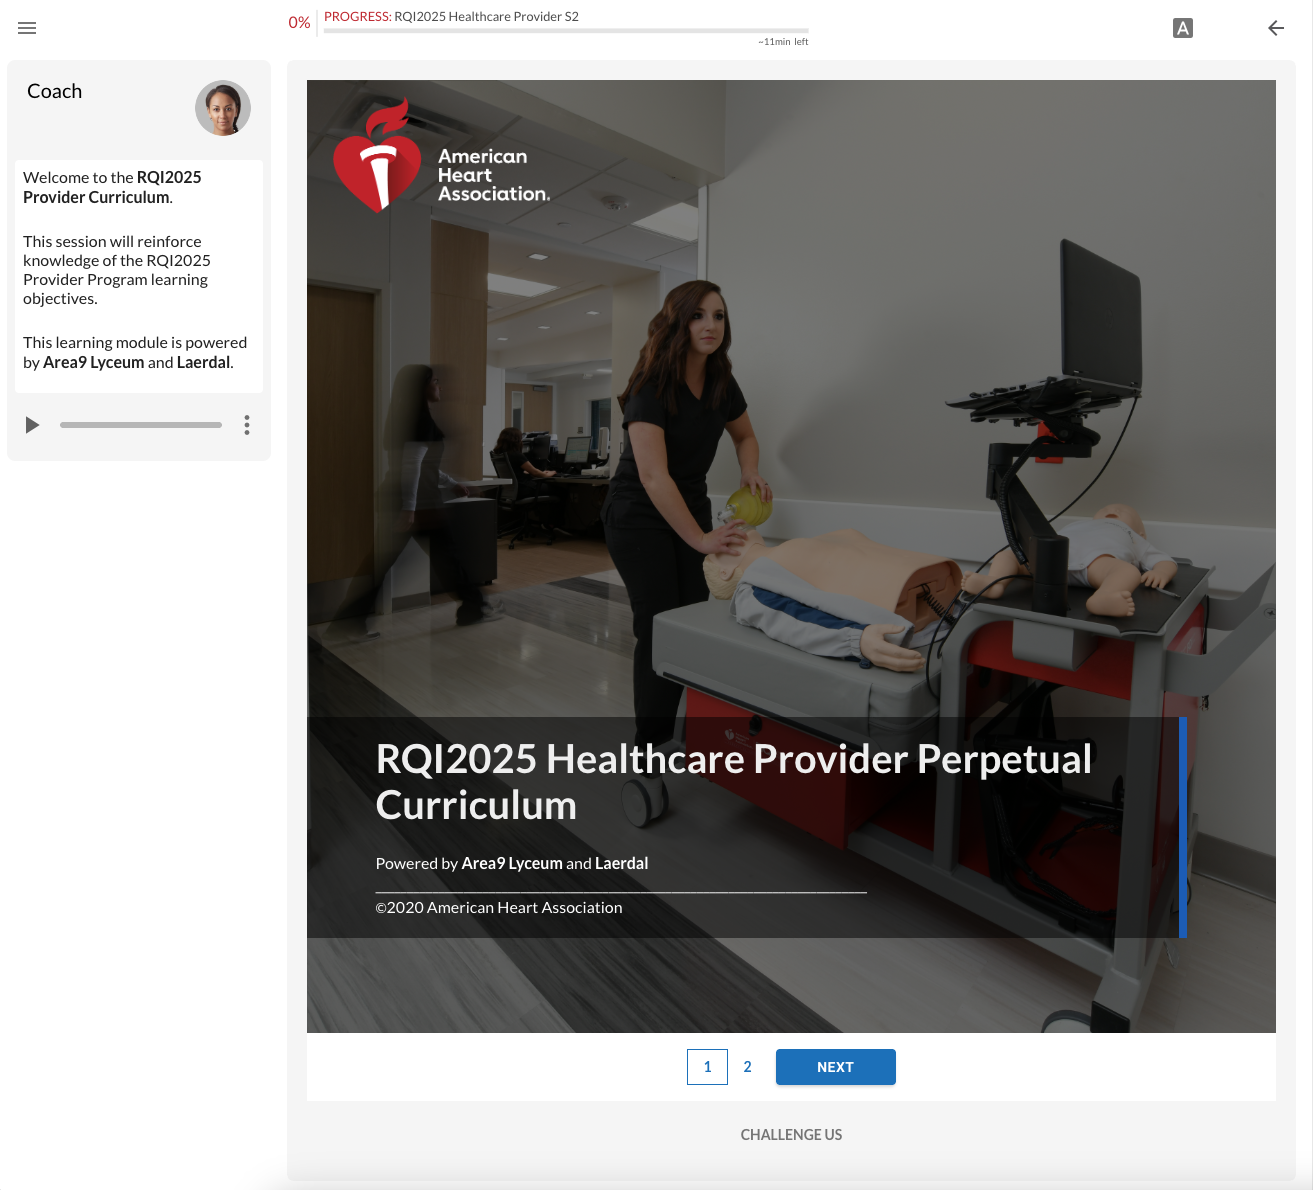 0%
PROGRESS: RQI2025 Healthcare Provider S2
~11min left
A
Coach
Welcome to the RQI2025
Provider Curriculum.
This session will reinforce
knowledge of the RQI2025
Provider Program learning
objectives.
This learning module is powered
by Area9 Lyceum and Laerdal.
American
Heart
Association.
RQI2025 Healthcare Provider Perpetual
Curriculum
Powered by Area9 Lyceum and Laerdal
©2020 American Heart Association
1 2 NEXT
CHALLENGE US